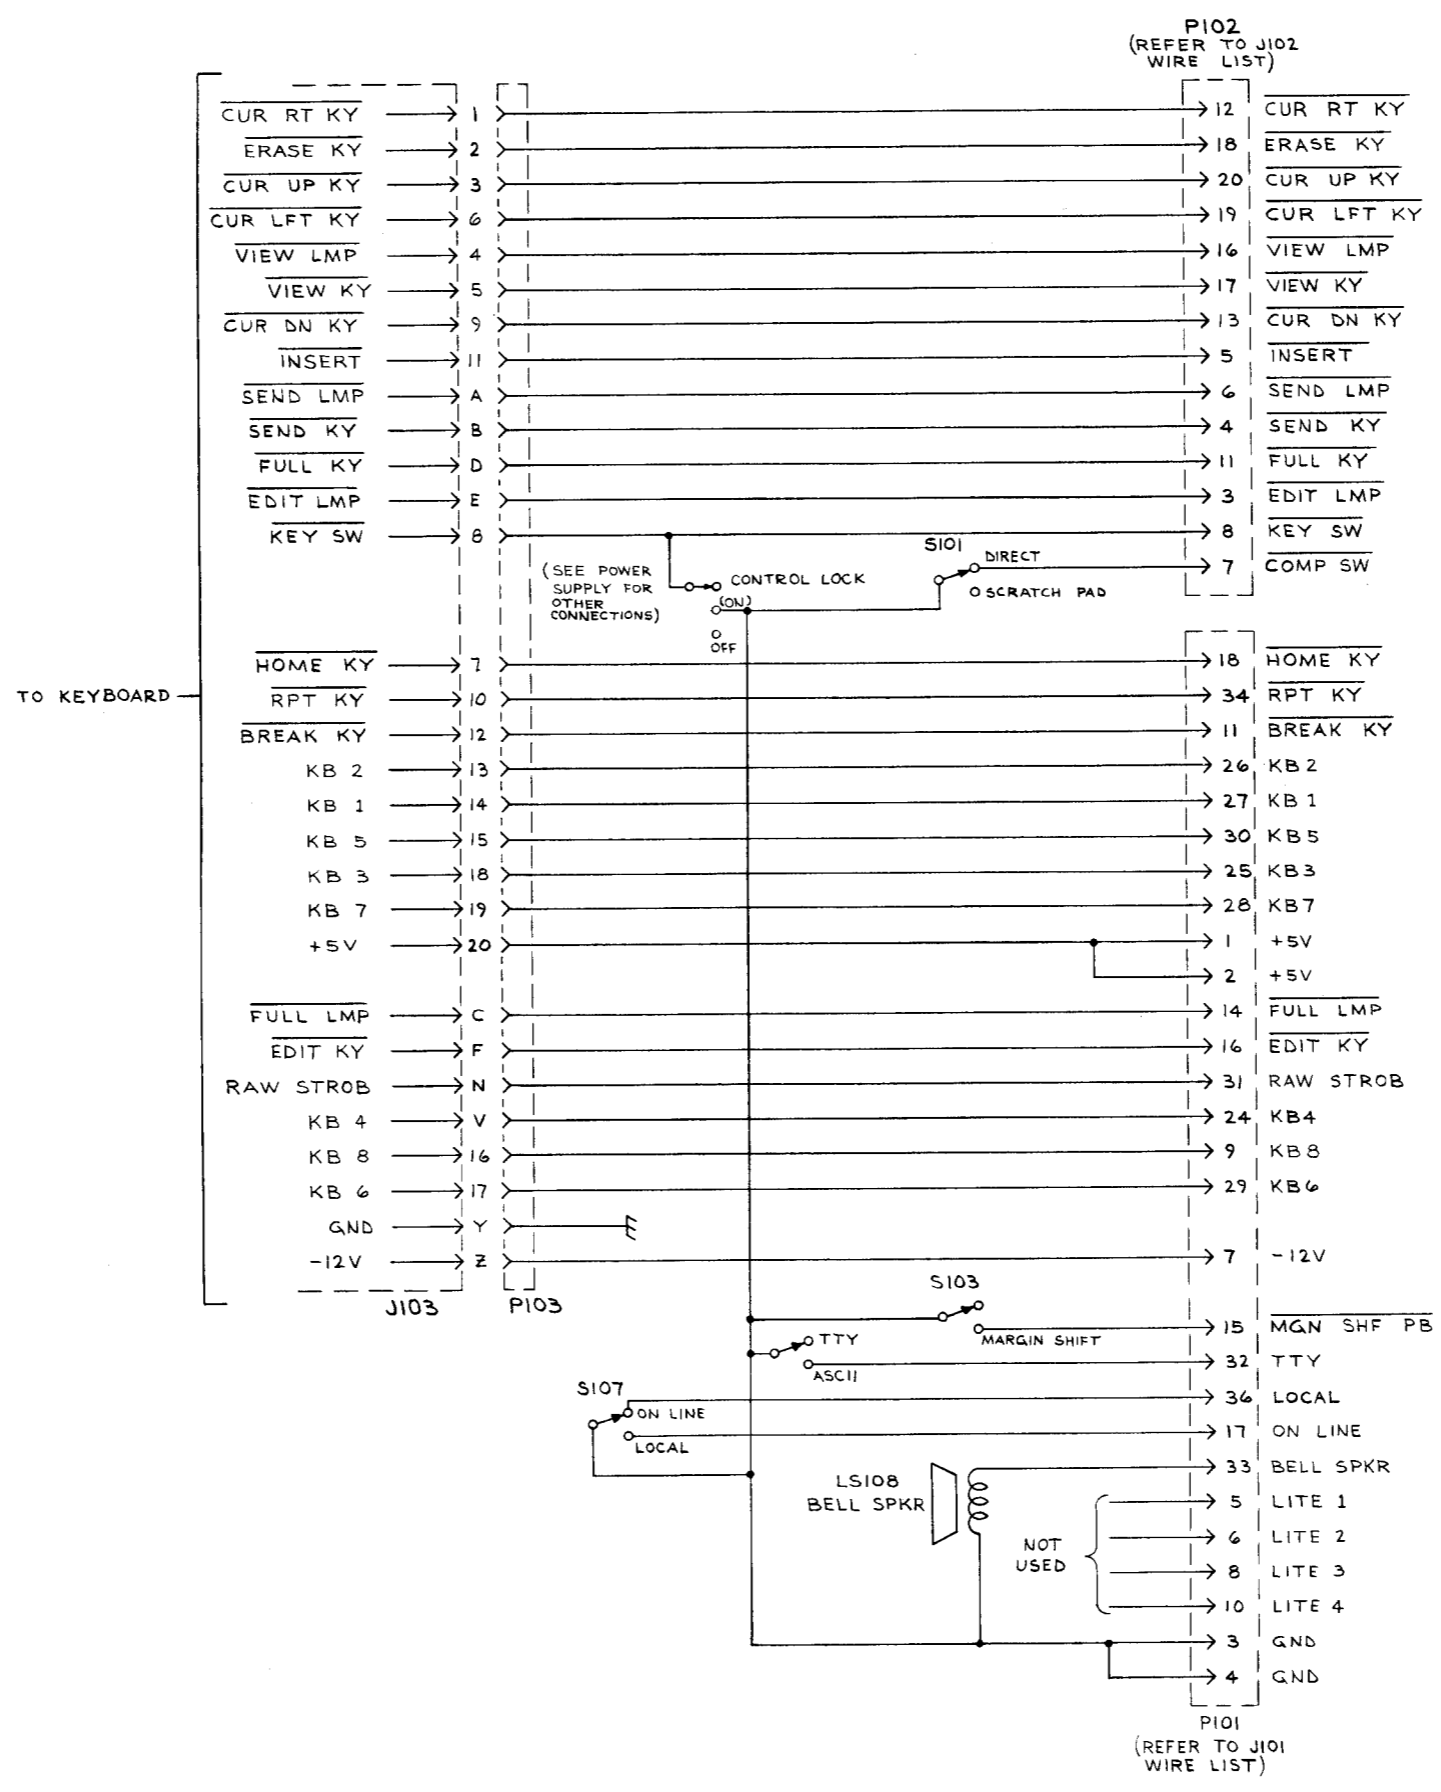 P102
(REFER TO J102
WIRE LIST)
CUR RT KY 1 12 CUR RT KY
ERASE KY 2 18 ERASE KY
CUR UP KY 3 20 CUR UP KY
CUR LFT KY 6 19 CUR LFT KY
VIEW LMP 4 16 VIEW LMP
VIEW KY 5 17 VIEW KY
CUR DN KY 9 13 CUR DN KY
INSERT 11 5 INSERT
SEND LMP A 6 SEND LMP
SEND KY B 4 SEND KY
FULL KY D 11 FULL KY
EDIT LMP E 3 EDIT LMP
KEY SW 8 8 KEY SW
S101
DIRECT
7 COMP SW
(SEE POWER
SUPPLY FOR
OTHER
CONNECTIONS)
CONTROL LOCK
(ON)
OFF
SCRATCH PAD
HOME KY 7 18 HOME KY
TO KEYBOARD
RPT KY 10 34 RPT KY
BREAK KY 12 11 BREAK KY
KB 2 13 26 KB 2
KB 1 14 27 KB 1
KB 5 15 30 KB 5
KB 3 18 25 KB3
KB 7 19 28 KB7
+5V 20 1 +5V
2 +5V
FULL LMP C 14 FULL LMP
EDIT KY F 16 EDIT KY
RAW STROB N 31 RAW STROB
KB 4 V 24 KB4
KB 8 16 9 KB8
KB 6 17 29 KB6
GND Y
-12V Z 7 -12V
J103 P103
S103
MARGIN SHIFT 15 MGN SHF PB
TTY
ASCII 32 TTY
S107
ON LINE 36 LOCAL
LOCAL 17 ON LINE
LS108
BELL SPKR
33 BELL SPKR
NOT
USED
5 LITE 1
6 LITE 2
8 LITE 3
10 LITE 4
3 GND
4 GND
P101
(REFER TO J101
WIRE LIST)